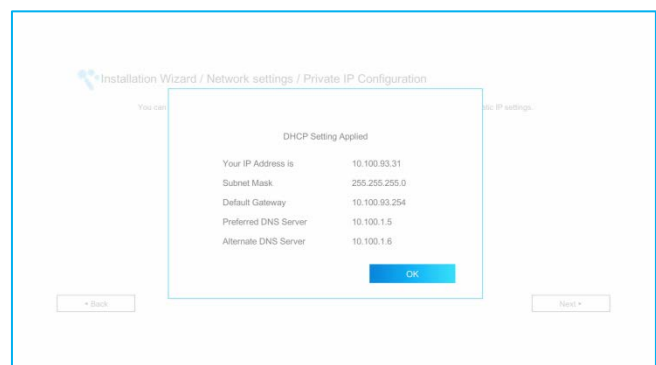 Installation Wizard / Network settings / Private IP Configuration
You can
atic IP settings.
DHCP Setting Applied
Your IP Address is 10.100.93.31
Subnet Mask 255.255.255.0
Default Gateway 10.100.93.254
Preferred DNS Server 10.100.1.5
Alternate DNS Server 10.100.1.6
OK
• Back
Next •